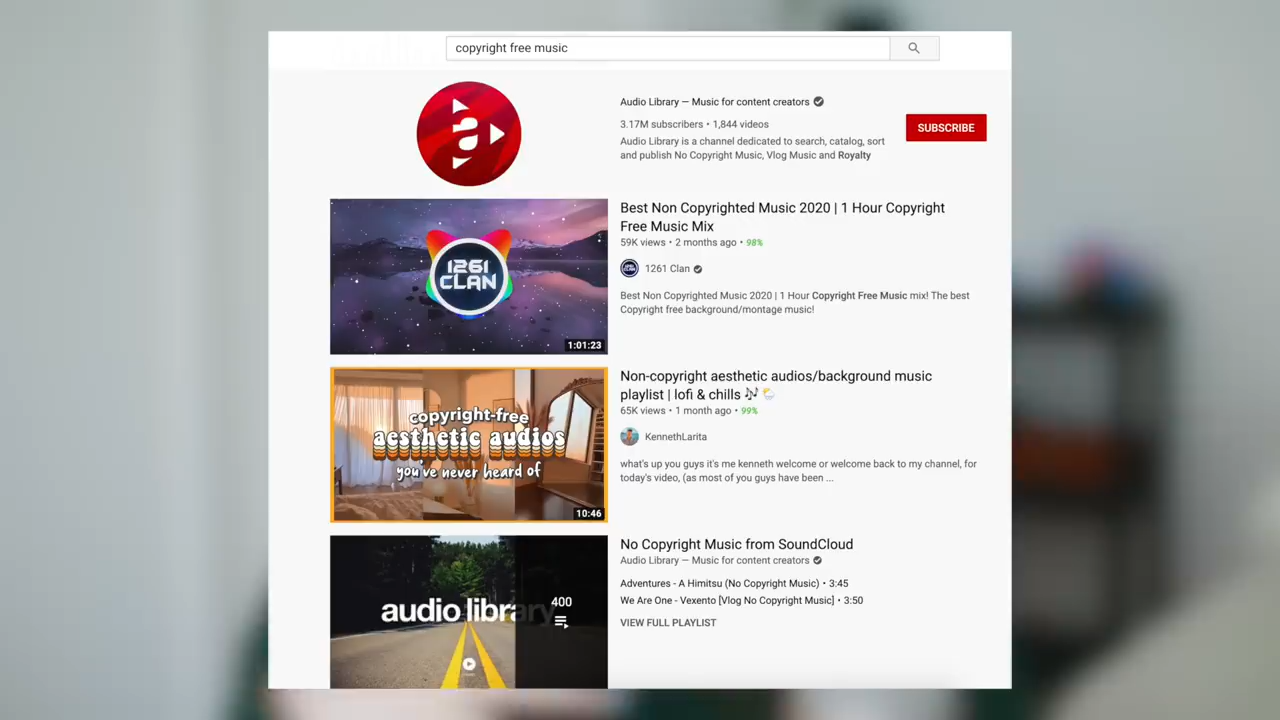 copyright free music
a
Audio Library — Music for content creators
3.17M subscribers • 1,844 videos
Audio Library is a channel dedicated to search, catalog, sort
and publish No Copyright Music, Vlog Music and Royalty
SUBSCRIBE
1261
CLAN
1:01:23
Best Non Copyrighted Music 2020 | 1 Hour Copyright
Free Music Mix
59K views • 2 months ago • 98%
1261 Clan
Best Non Copyrighted Music 2020 | 1 Hour Copyright Free Music mix! The best
Copyright free background/montage music!
copyright-free
aesthetic audios
you've never heard of
10:46
Non-copyright aesthetic audios/background music
playlist | lofi & chills 🎶 🌦
65K views • 1 month ago • 99%
KennethLarita
what's up you guys it's me kenneth welcome or welcome back to my channel, for
today's video, (as most of you guys have been ...
audio library
400
No Copyright Music from SoundCloud
Audio Library — Music for content creators
Adventures - A Himitsu (No Copyright Music) • 3:45
We Are One - Vexento [Vlog No Copyright Music] • 3:50
VIEW FULL PLAYLIST